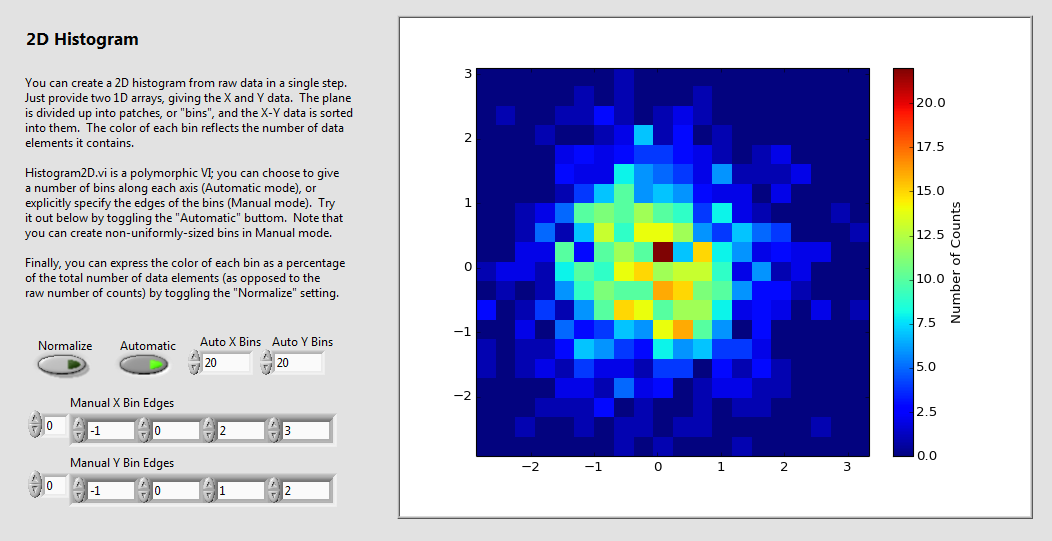 2D Histogram
You can create a 2D histogram from raw data in a single step.
Just provide two 1D arrays, giving the X and Y data.  The plane
is divided up into patches, or "bins", and the X-Y data is sorted
into them.  The color of each bin reflects the number of data
elements it contains.
Histogram2D.vi is a polymorphic VI; you can choose to give
a number of bins along each axis (Automatic mode), or
explicitly specify the edges of the bins (Manual mode).  Try
it out below by toggling the "Automatic" buttom.  Note that
you can create non-uniformly-sized bins in Manual mode.
Finally, you can express the color of each bin as a percentage
of the total number of data elements (as opposed to the
raw number of counts) by toggling the "Normalize" setting.
Normalize Automatic Auto X Bins Auto Y Bins
20 20
Manual X Bin Edges
0 -1 0 2 3
Manual Y Bin Edges
0 -1 0 1 2
3
2
1
0
−1
−2
−2 −1 0 1 2 3
20.0
17.5
15.0
12.5
10.0
7.5
5.0
2.5
0.0
Number of Counts